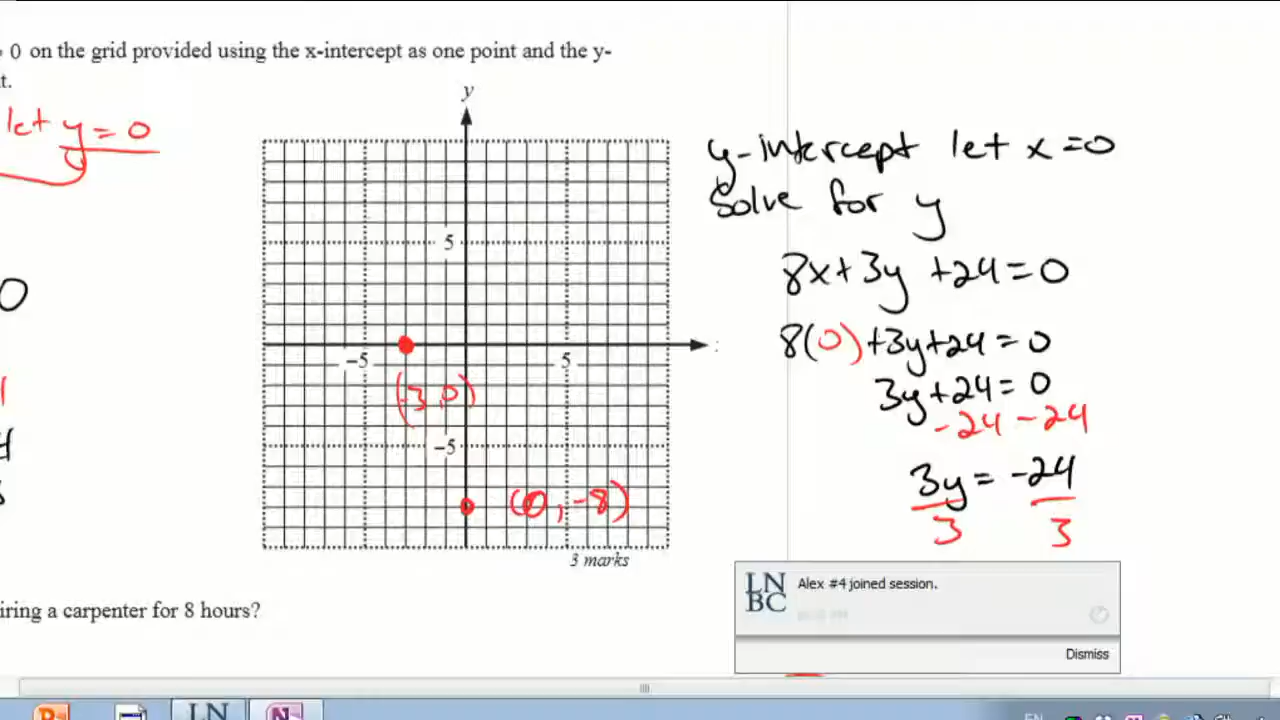 0 on the grid provided using the x-intercept as one point and the y-
t.
let y = 0
y
5
-5
5
-5
(-3, 0)
(0, -8)
3 marks
y-intercept let x = 0
Solve for y
8x + 3y + 24 = 0
8(0) + 3y + 24 = 0
3y + 24 = 0
-24 -24
3y = -24
3 3
0
4
iring a carpenter for 8 hours?
LN
BC
Alex #4 joined session.
Dismiss
LN
N
EN